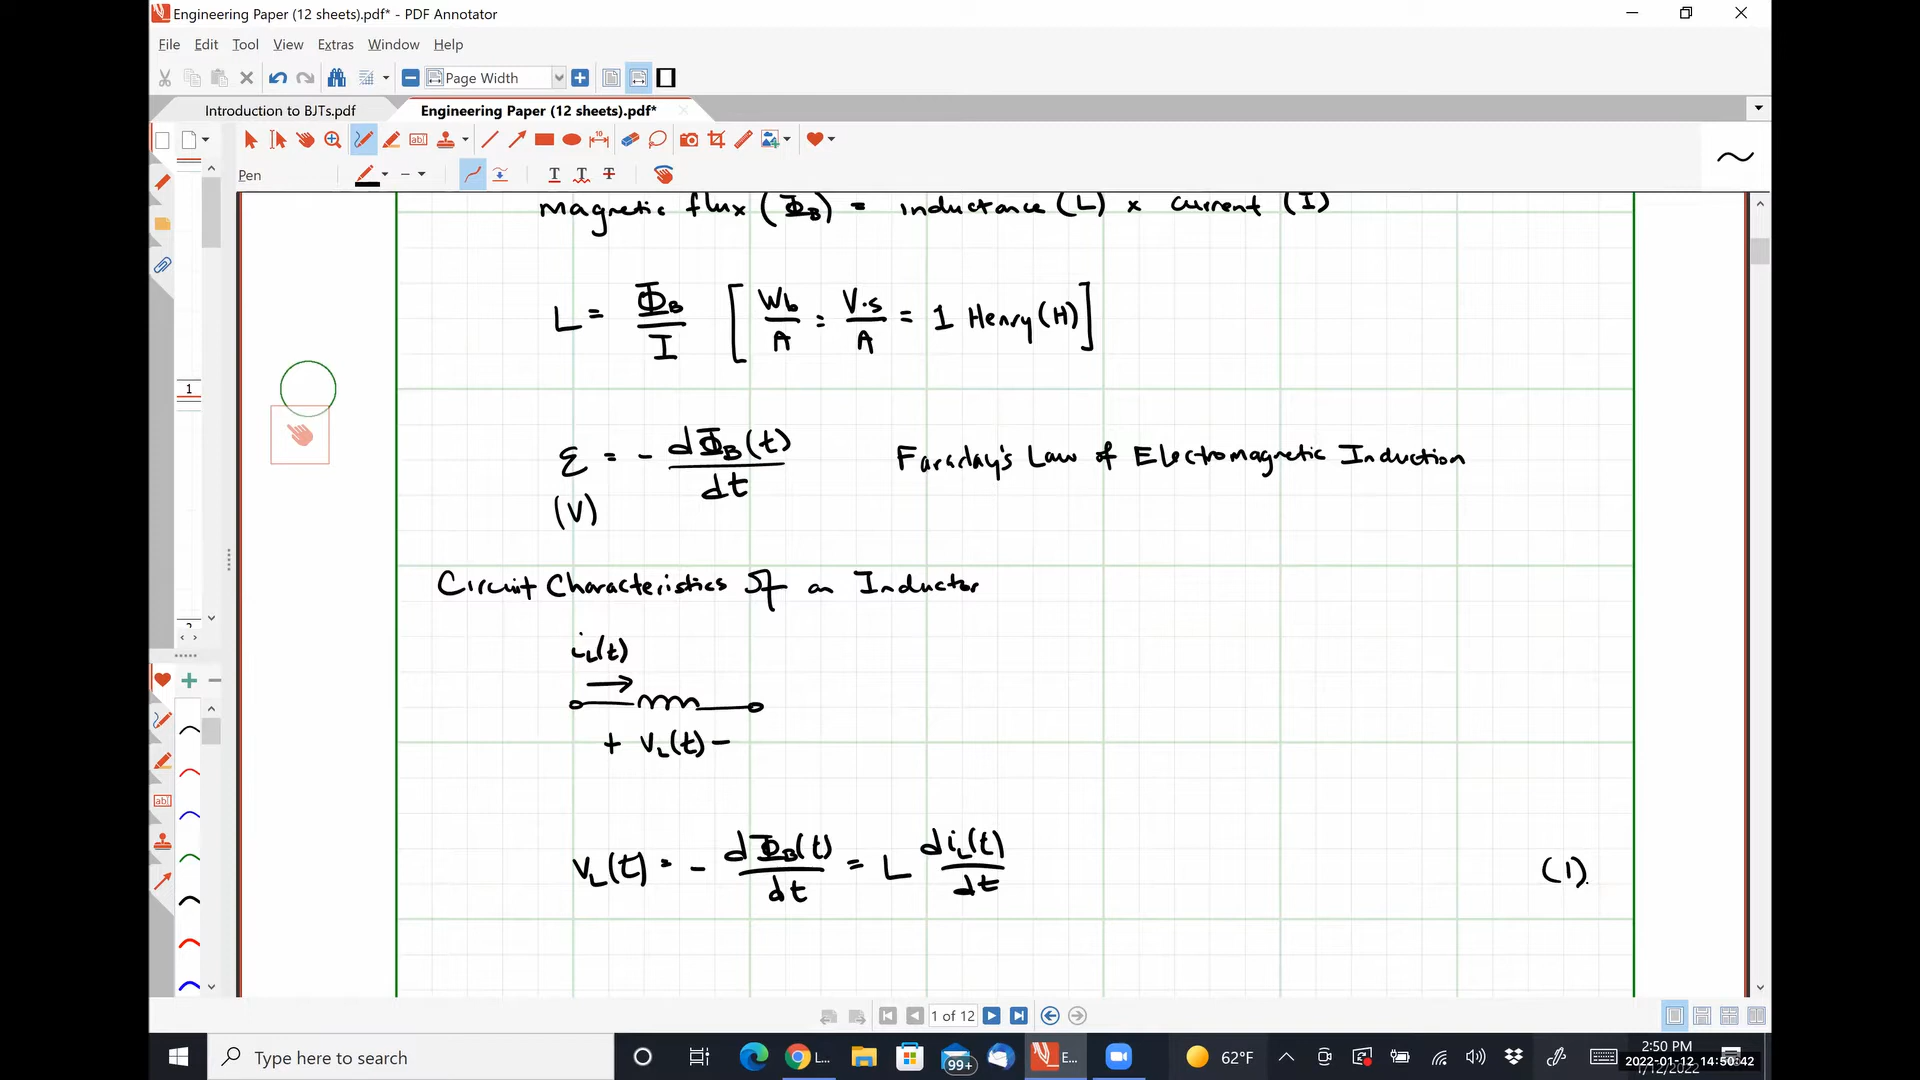 Engineering Paper (12 sheets).pdf* - PDF Annotator
File Edit Tool View Extras Window Help
Page Width
Introduction to BJTs.pdf Engineering Paper (12 sheets).pdf*
Pen
magnetic flux (Φ_B) = inductance (L) × current (I)
L = Φ_B / I [Wb/A = V·s/A = 1 Henry (H)]
1
ε = - dΦ_B(t)/dt Faraday's Law of Electromagnetic Induction
(V)
Circuit Characteristics of an Inductor
i_L(t)
+ v_L(t) -
v_L(t) = - dΦ_B(t)/dt = L di_L(t)/dt (1)
1 of 12
Type here to search
L...
99+
E...
62°F
2:50 PM
2022-01-12 14:50:42